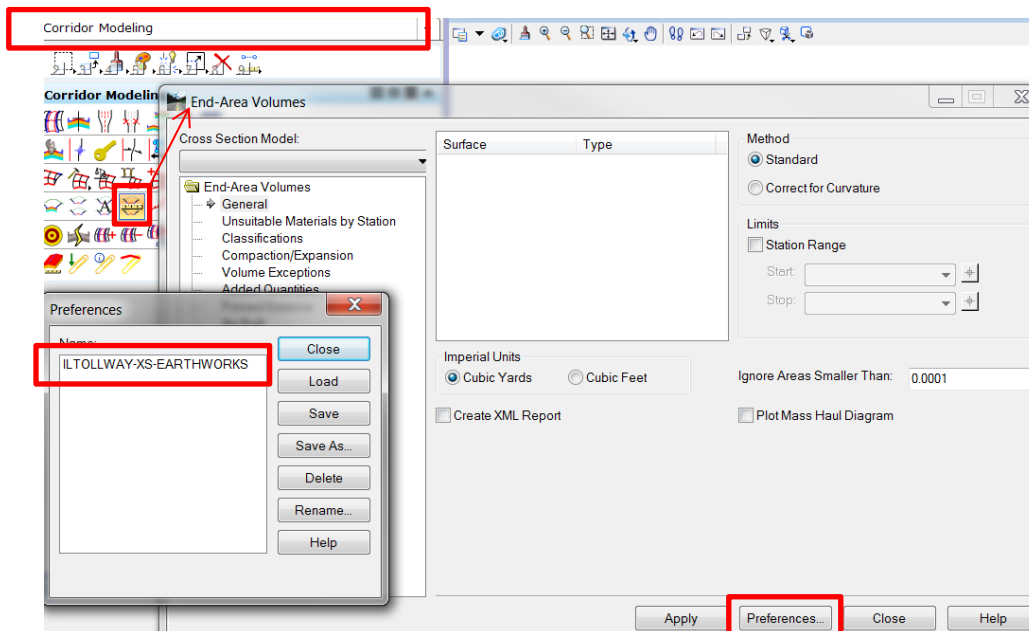 Corridor Modeling
Corridor Modelin
End-Area Volumes
Cross Section Model:
End-Area Volumes
General
Unsuitable Materials by Station
Classifications
Compaction/Expansion
Volume Exceptions
Added Quantities
Surface Type
Method
Standard
Correct for Curvature
Limits
Station Range
Start:
Stop:
Imperial Units
Cubic Yards Cubic Feet
Ignore Areas Smaller Than: 0.0001
Create XML Report
Plot Mass Haul Diagram
Preferences
Name:
ILTOLLWAY-XS-EARTHWORKS
Close
Load
Save
Save As...
Delete
Rename...
Help
Apply Preferences... Close Help